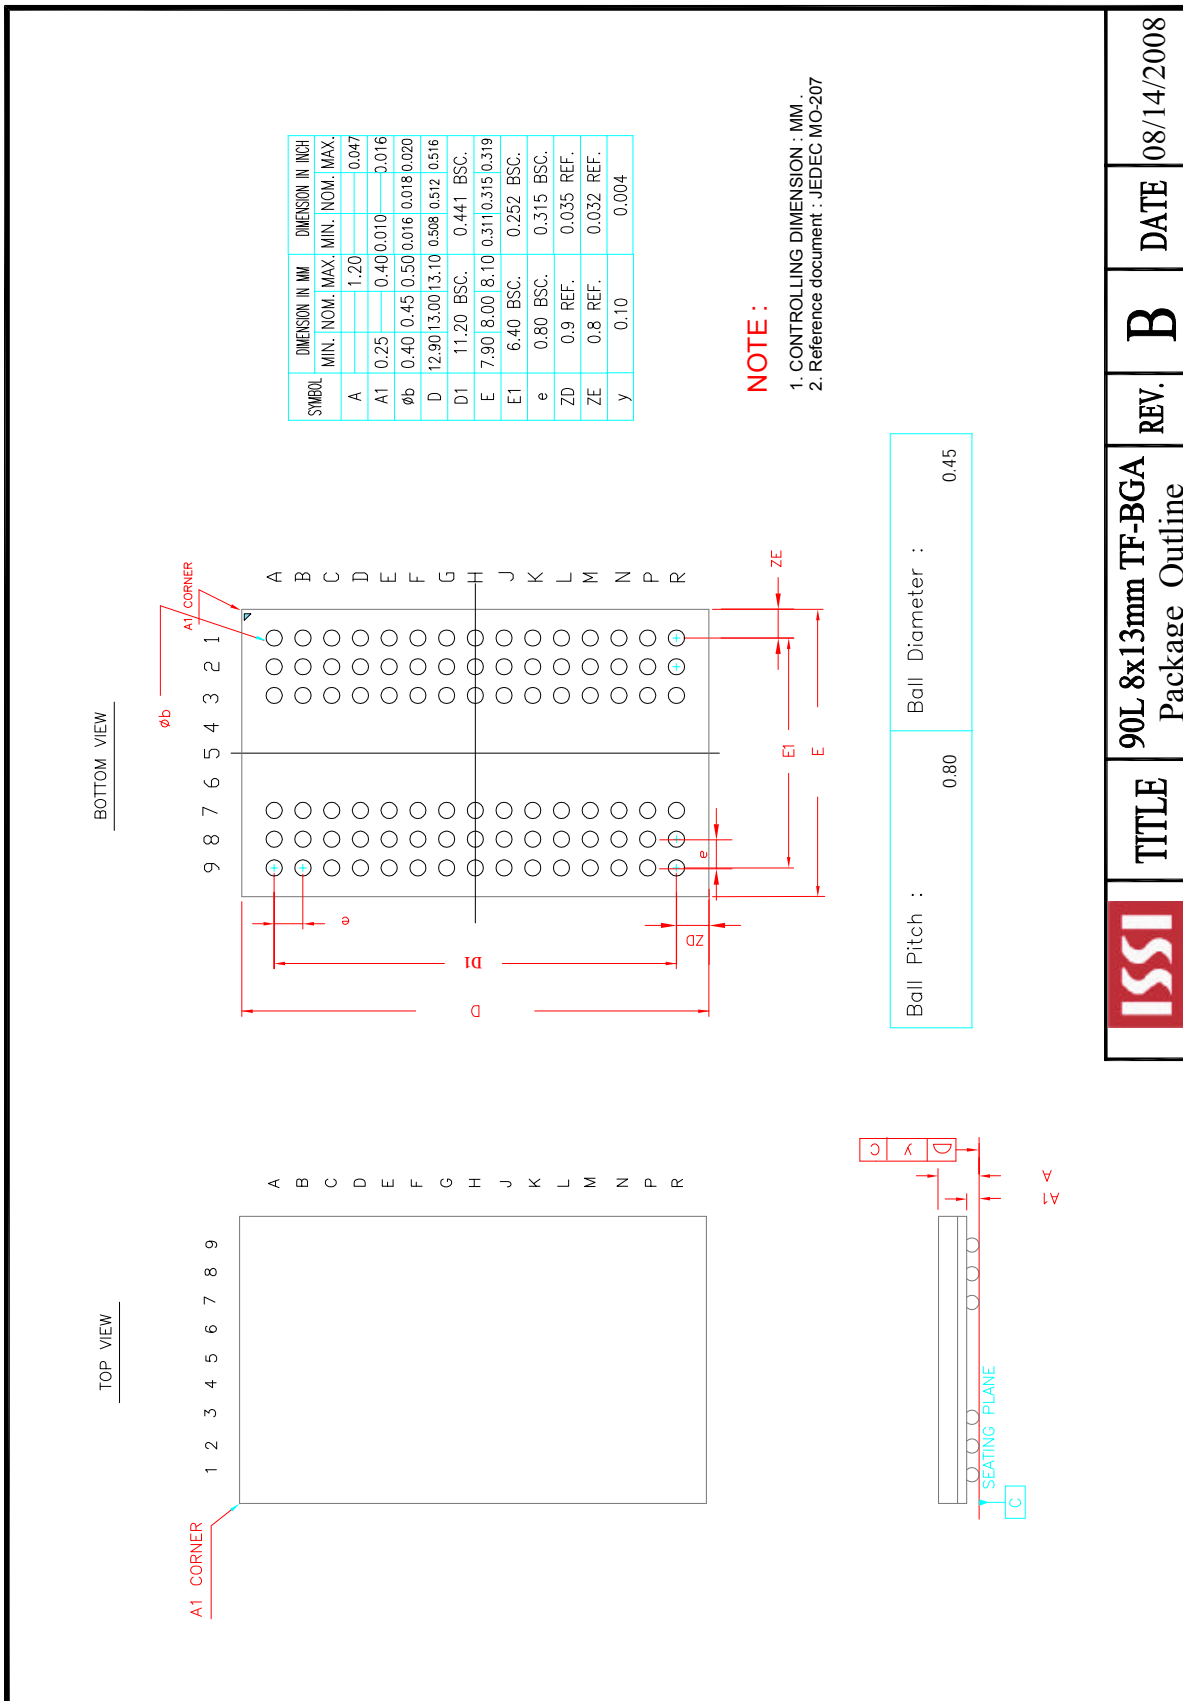 TOP VIEW
A1 CORNER
1 2 3 4 5 6 7 8 9
A
B
C
D
E
F
G
H
J
K
L
M
N
P
R
BOTTOM VIEW
9 8 7 6 5 4 3 2 1
Øb
A1 CORNER
A
B
C
D
E
F
G
H
J
K
L
M
N
P
R
e
D1
D
ZD
e
E1
E
ZE
SYMBOL DIMENSION IN MM DIMENSION IN INCH
MIN. NOM. MAX. MIN. NOM. MAX.
A 1.20 0.047
A1 0.25 0.40 0.010 0.016
Øb 0.40 0.45 0.50 0.016 0.018 0.020
D 12.90 13.00 13.10 0.508 0.512 0.516
D1 11.20 BSC. 0.441 BSC.
E 7.90 8.00 8.10 0.311 0.315 0.319
E1 6.40 BSC. 0.252 BSC.
e 0.80 BSC. 0.315 BSC.
ZD 0.9 REF. 0.035 REF.
ZE 0.8 REF. 0.032 REF.
y 0.10 0.004
NOTE :
1. CONTROLLING DIMENSION : MM .
2. Reference document : JEDEC MO-207
Ball Pitch : 0.80
Ball Diameter : 0.45
C y
A
A1
SEATING PLANE
C
ISSI
TITLE
90L 8x13mm TF-BGA
Package Outline
REV.
B
DATE
08/14/2008